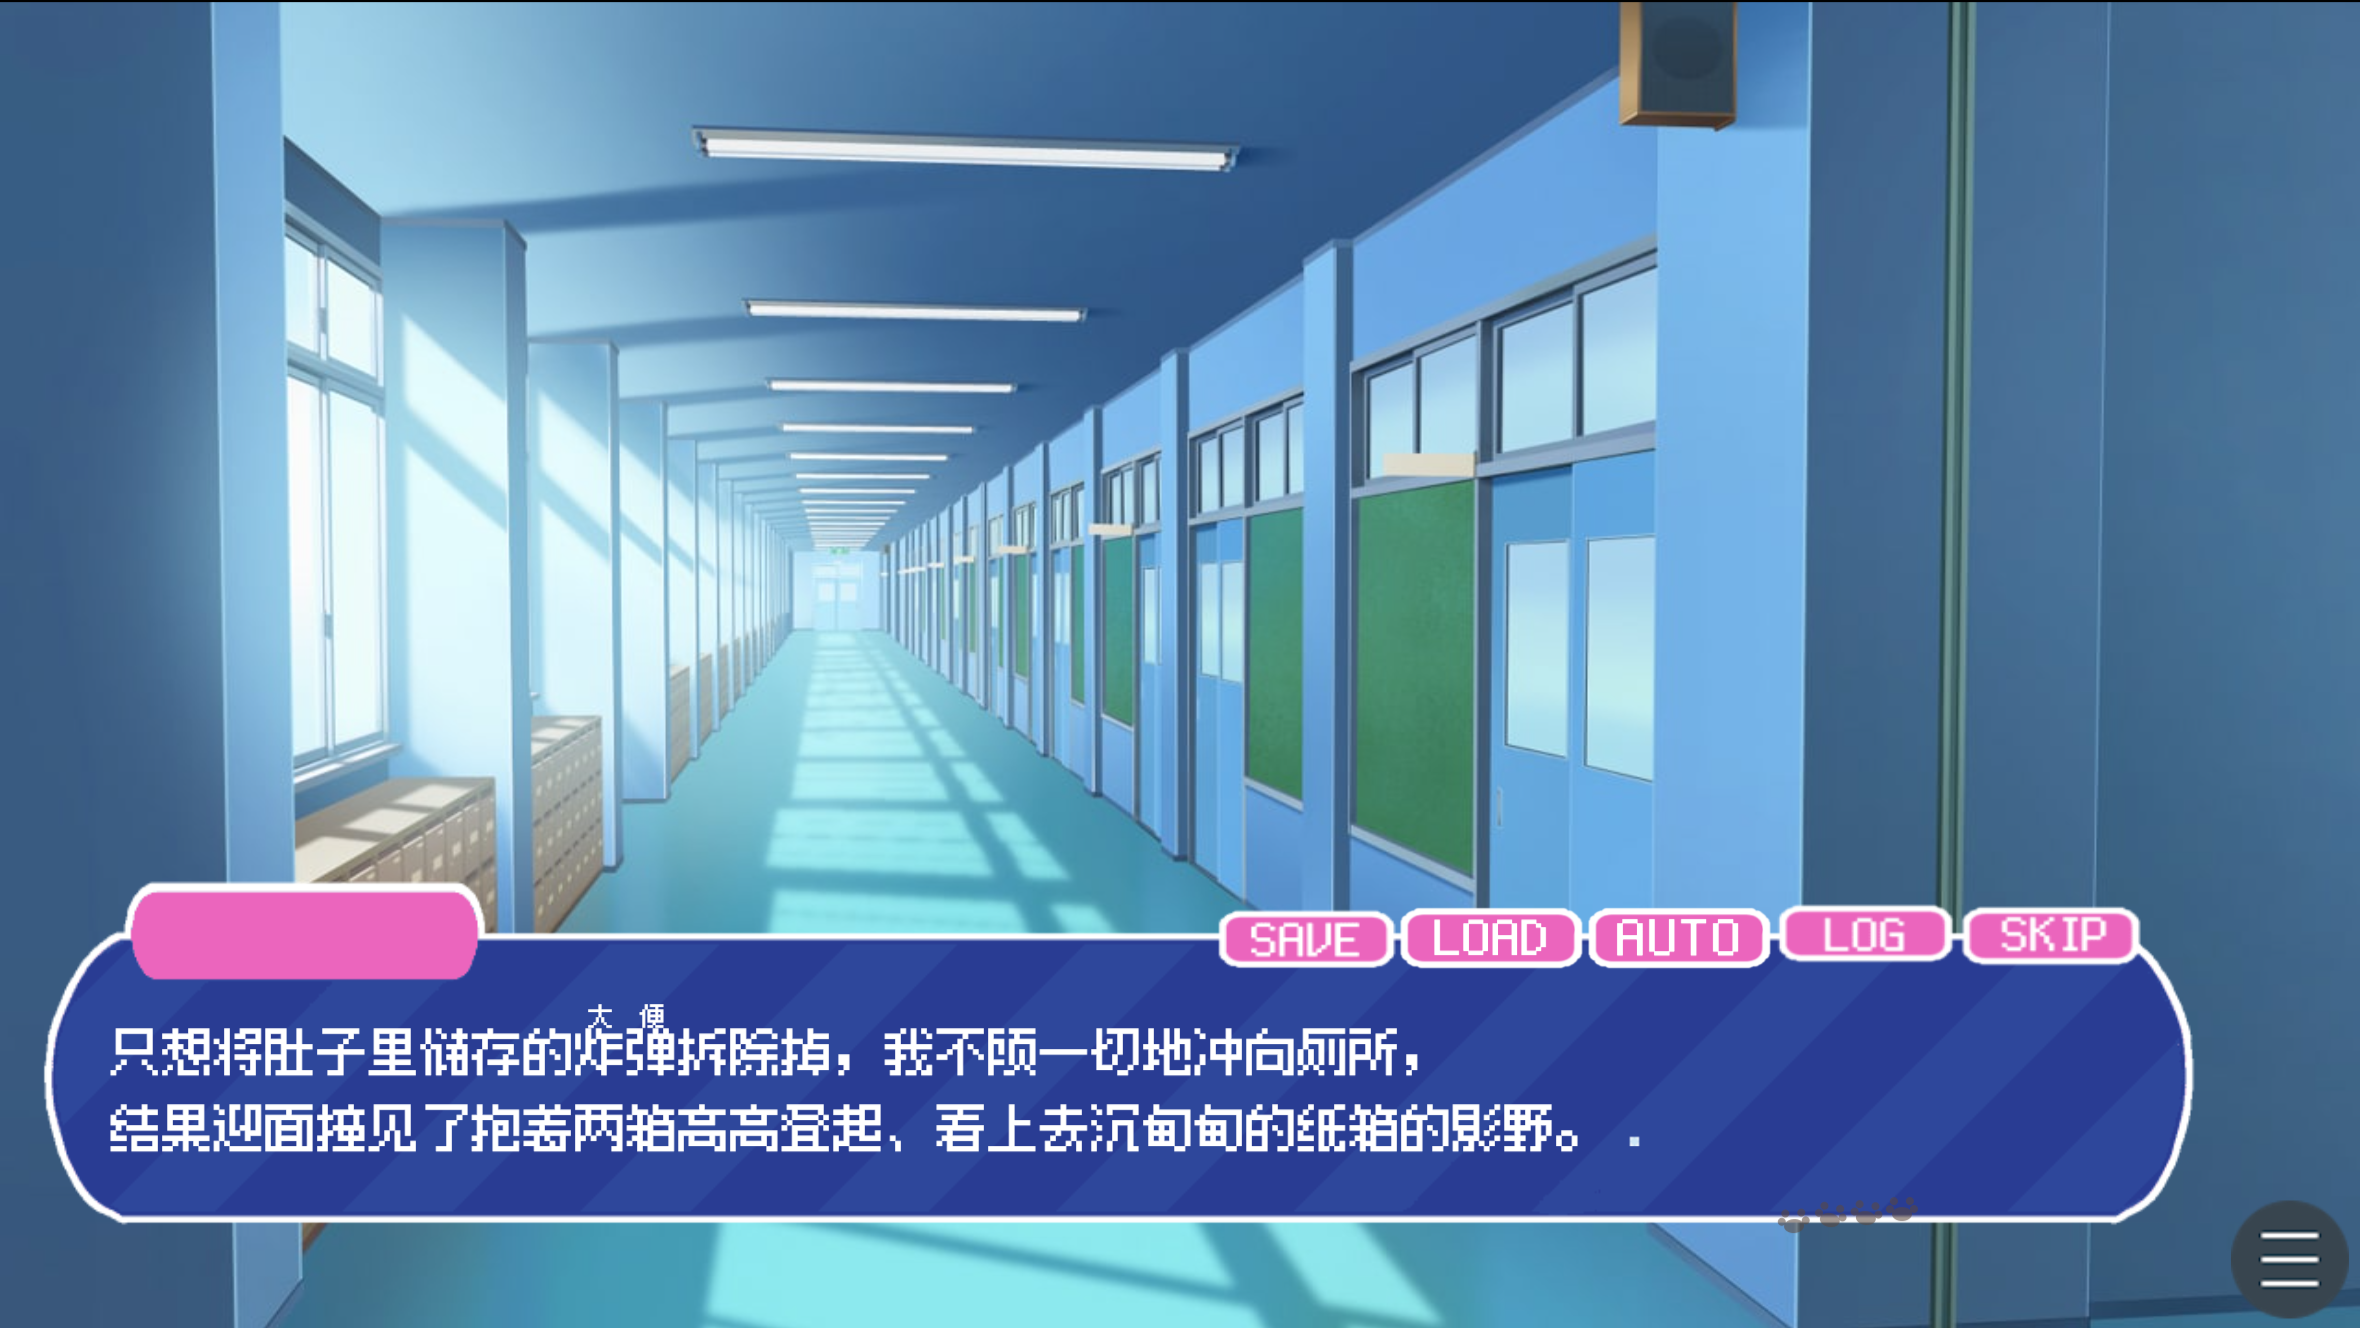 SAVE LOAD AUTO LOG SKIP
大便
只想将肚子里储存的炸弹拆除掉，我不顾一切地冲向厕所，
结果迎面撞见了抱着两箱高高垒起、看上去沉甸甸的纸箱的影野。